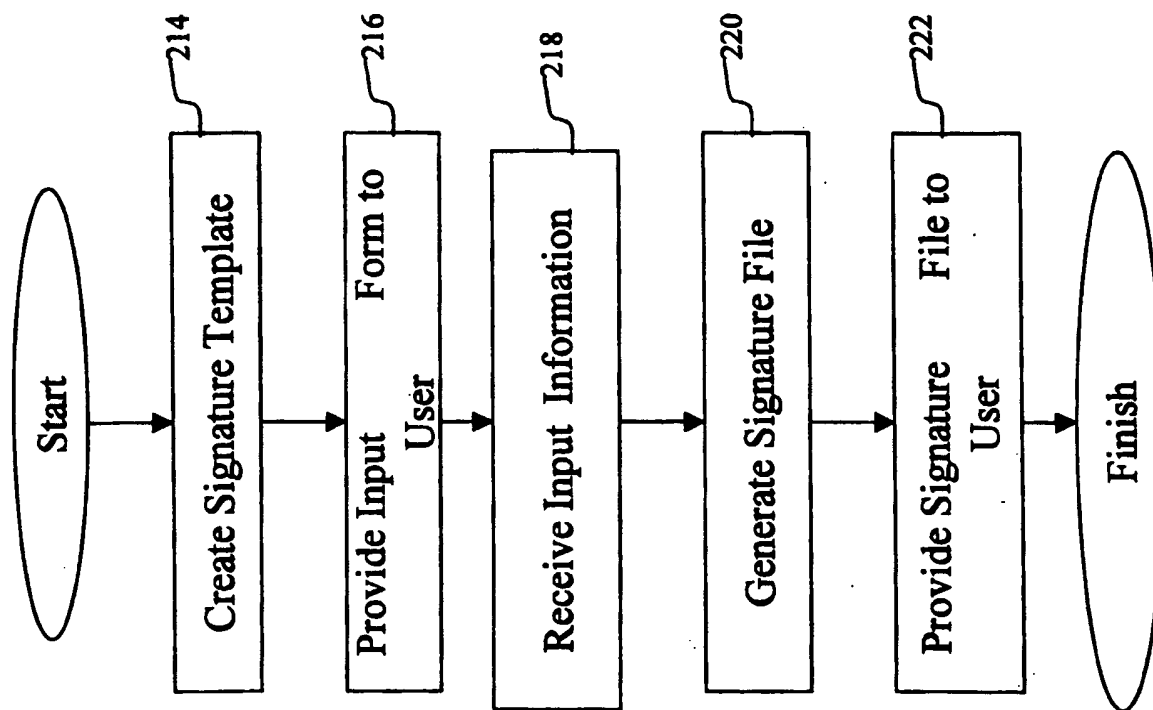 Start
Create Signature Template
214
Provide Input Form to
User
216
Receive Input Information
218
Generate Signature File
220
Provide Signature File to
User
222
Finish